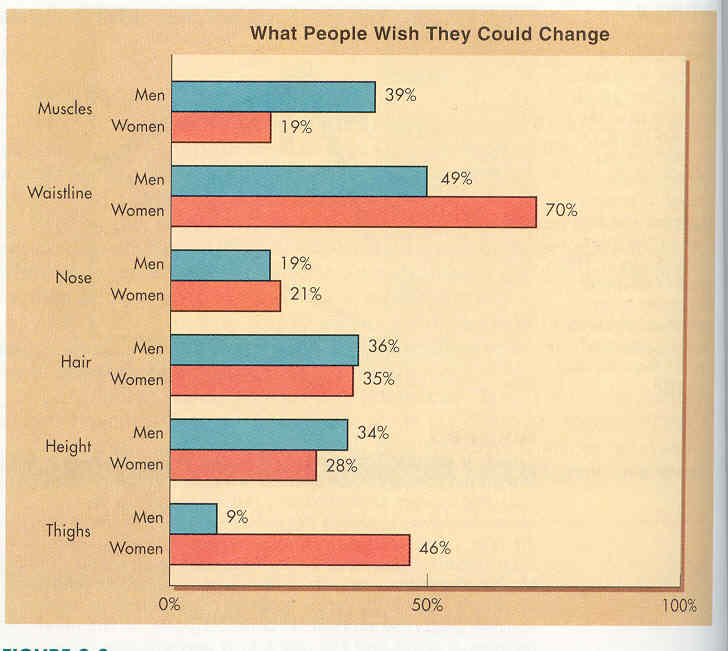 What People Wish They Could Change
Muscles
Men 39%
Women 19%
Waistline
Men 49%
Women 70%
Nose
Men 19%
Women 21%
Hair
Men 36%
Women 35%
Height
Men 34%
Women 28%
Thighs
Men 9%
Women 46%
0% 50% 100%